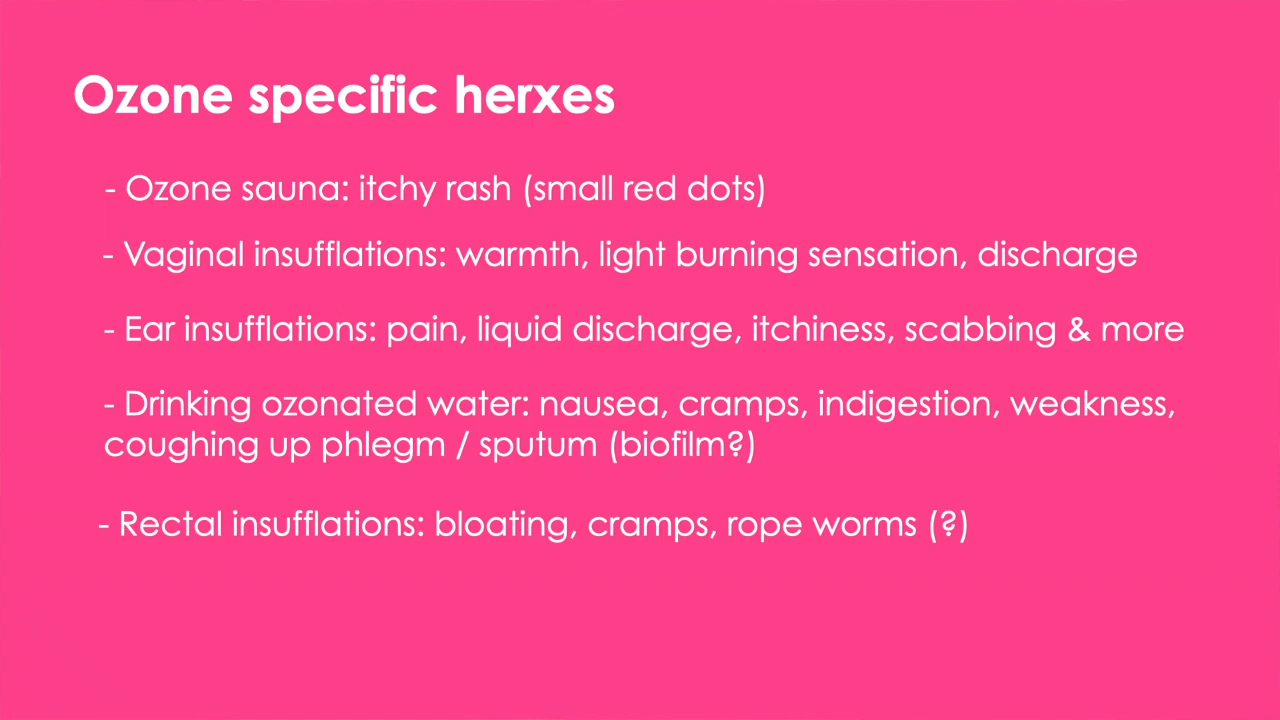 Ozone specific herxes
- Ozone sauna: itchy rash (small red dots)
- Vaginal insufflations: warmth, light burning sensation, discharge
- Ear insufflations: pain, liquid discharge, itchiness, scabbing & more
- Drinking ozonated water: nausea, cramps, indigestion, weakness,
coughing up phlegm / sputum (biofilm?)
- Rectal insufflations: bloating, cramps, rope worms (?)